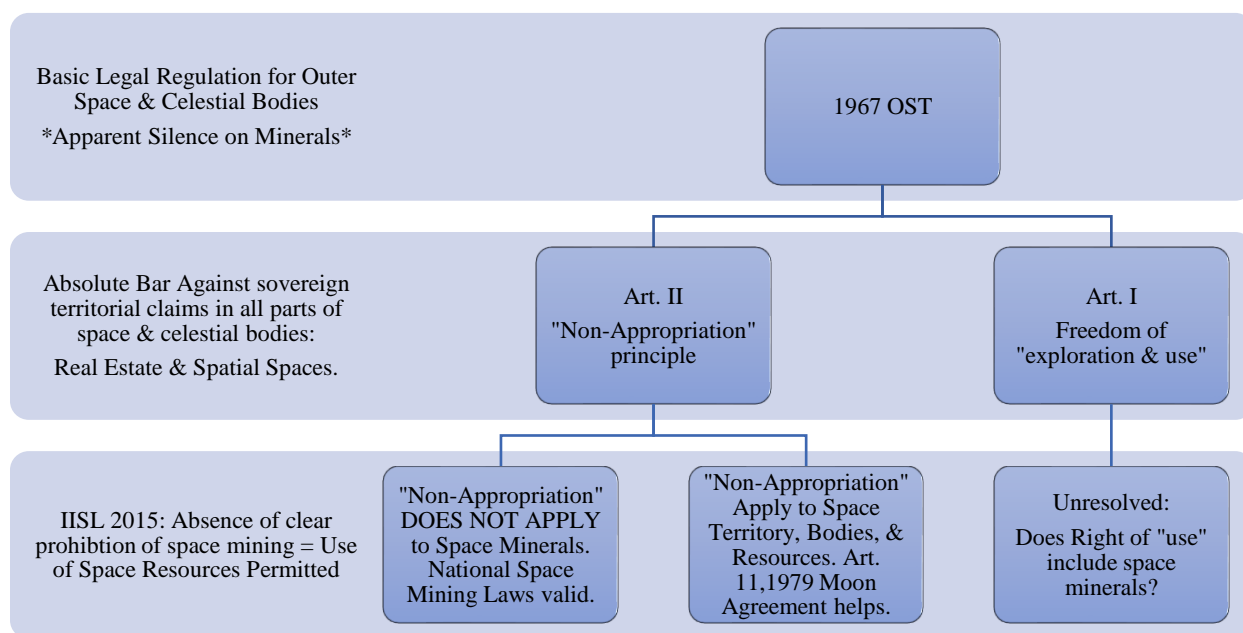 Basic Legal Regulation for Outer
Space & Celestial Bodies
*Apparent Silence on Minerals*
1967 OST
Absolute Bar Against sovereign
territorial claims in all parts of
space & celestial bodies:
Real Estate & Spatial Spaces.
Art. II
"Non-Appropriation"
principle
Art. I
Freedom of
"exploration & use"
IISL 2015: Absence of clear
prohibtion of space mining = Use
of Space Resources Permitted
"Non-Appropriation"
DOES NOT APPLY
to Space Minerals.
National Space
Mining Laws valid.
"Non-Appropriation"
Apply to Space
Territory, Bodies, &
Resources. Art.
11,1979 Moon
Agreement helps.
Unresolved:
Does Right of "use"
include space
minerals?